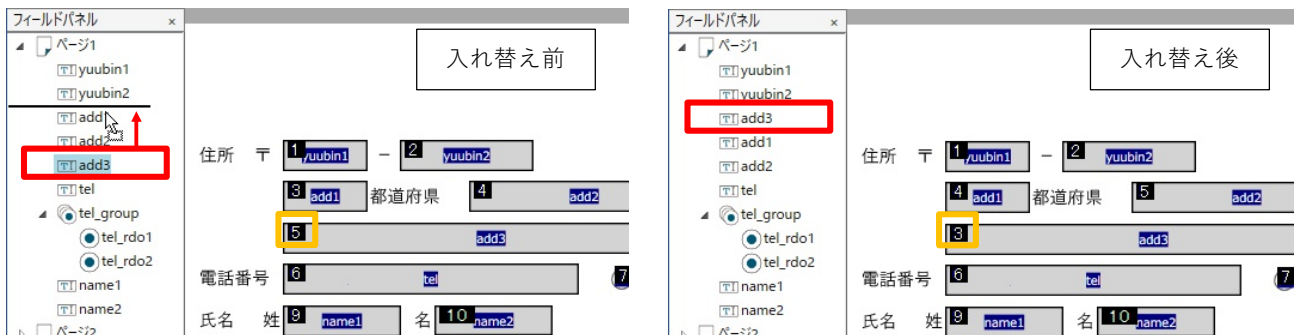 フィールドパネル ×
ページ1
yuubin1
yuubin2
add1
add2
add3
tel
tel_group
tel_rdo1
tel_rdo2
name1
name2
ページ2
入れ替え前
住所 〒 1 yuubin1 − 2 yuubin2
3 add1 都道府県 4 add2
5 add3
電話番号 6 tel 7
氏名 姓 9 name1 名 10 name2
フィールドパネル ×
ページ1
yuubin1
yuubin2
add3
add1
add2
tel
tel_group
tel_rdo1
tel_rdo2
name1
name2
ページ2
入れ替え後
住所 〒 1 yuubin1 − 2 yuubin2
4 add1 都道府県 5 add2
3 add3
電話番号 6 tel 7
氏名 姓 9 name1 名 10 name2